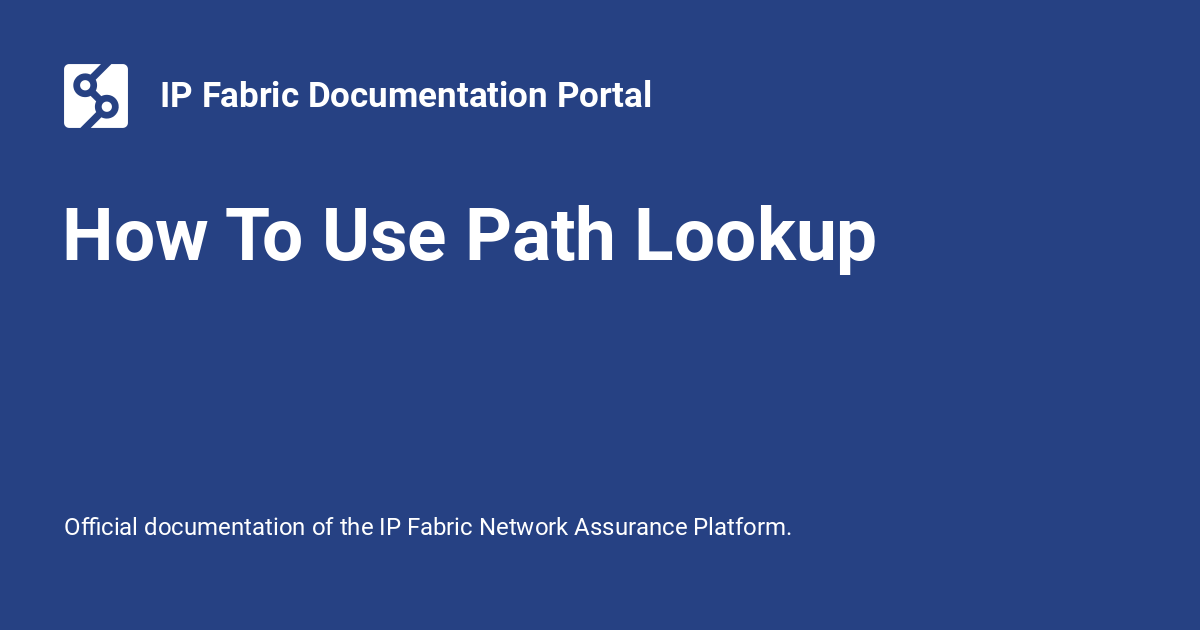 IP Fabric Documentation Portal
How To Use Path Lookup
Official documentation of the IP Fabric Network Assurance Platform.